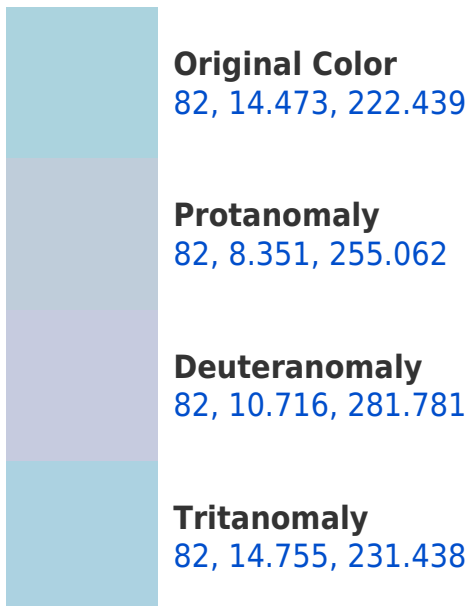 Original Color
82, 14.473, 222.439
Protanomaly
82, 8.351, 255.062
Deuteranomaly
82, 10.716, 281.781
Tritanomaly
82, 14.755, 231.438